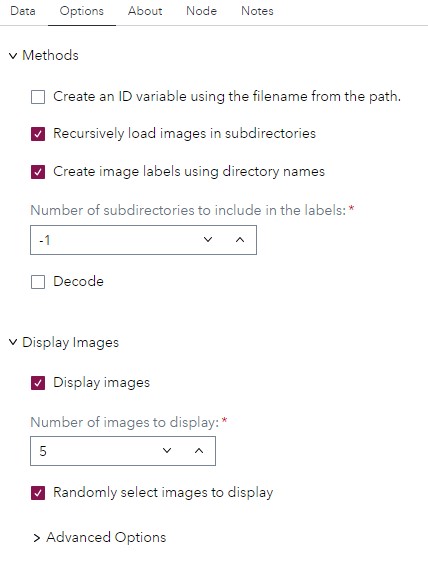 Data Options About Node Notes
Methods
Create an ID variable using the filename from the path.
Recursively load images in subdirectories
Create image labels using directory names
Number of subdirectories to include in the labels: *
-1
Decode
Display Images
Display images
Number of images to display: *
5
Randomly select images to display
Advanced Options